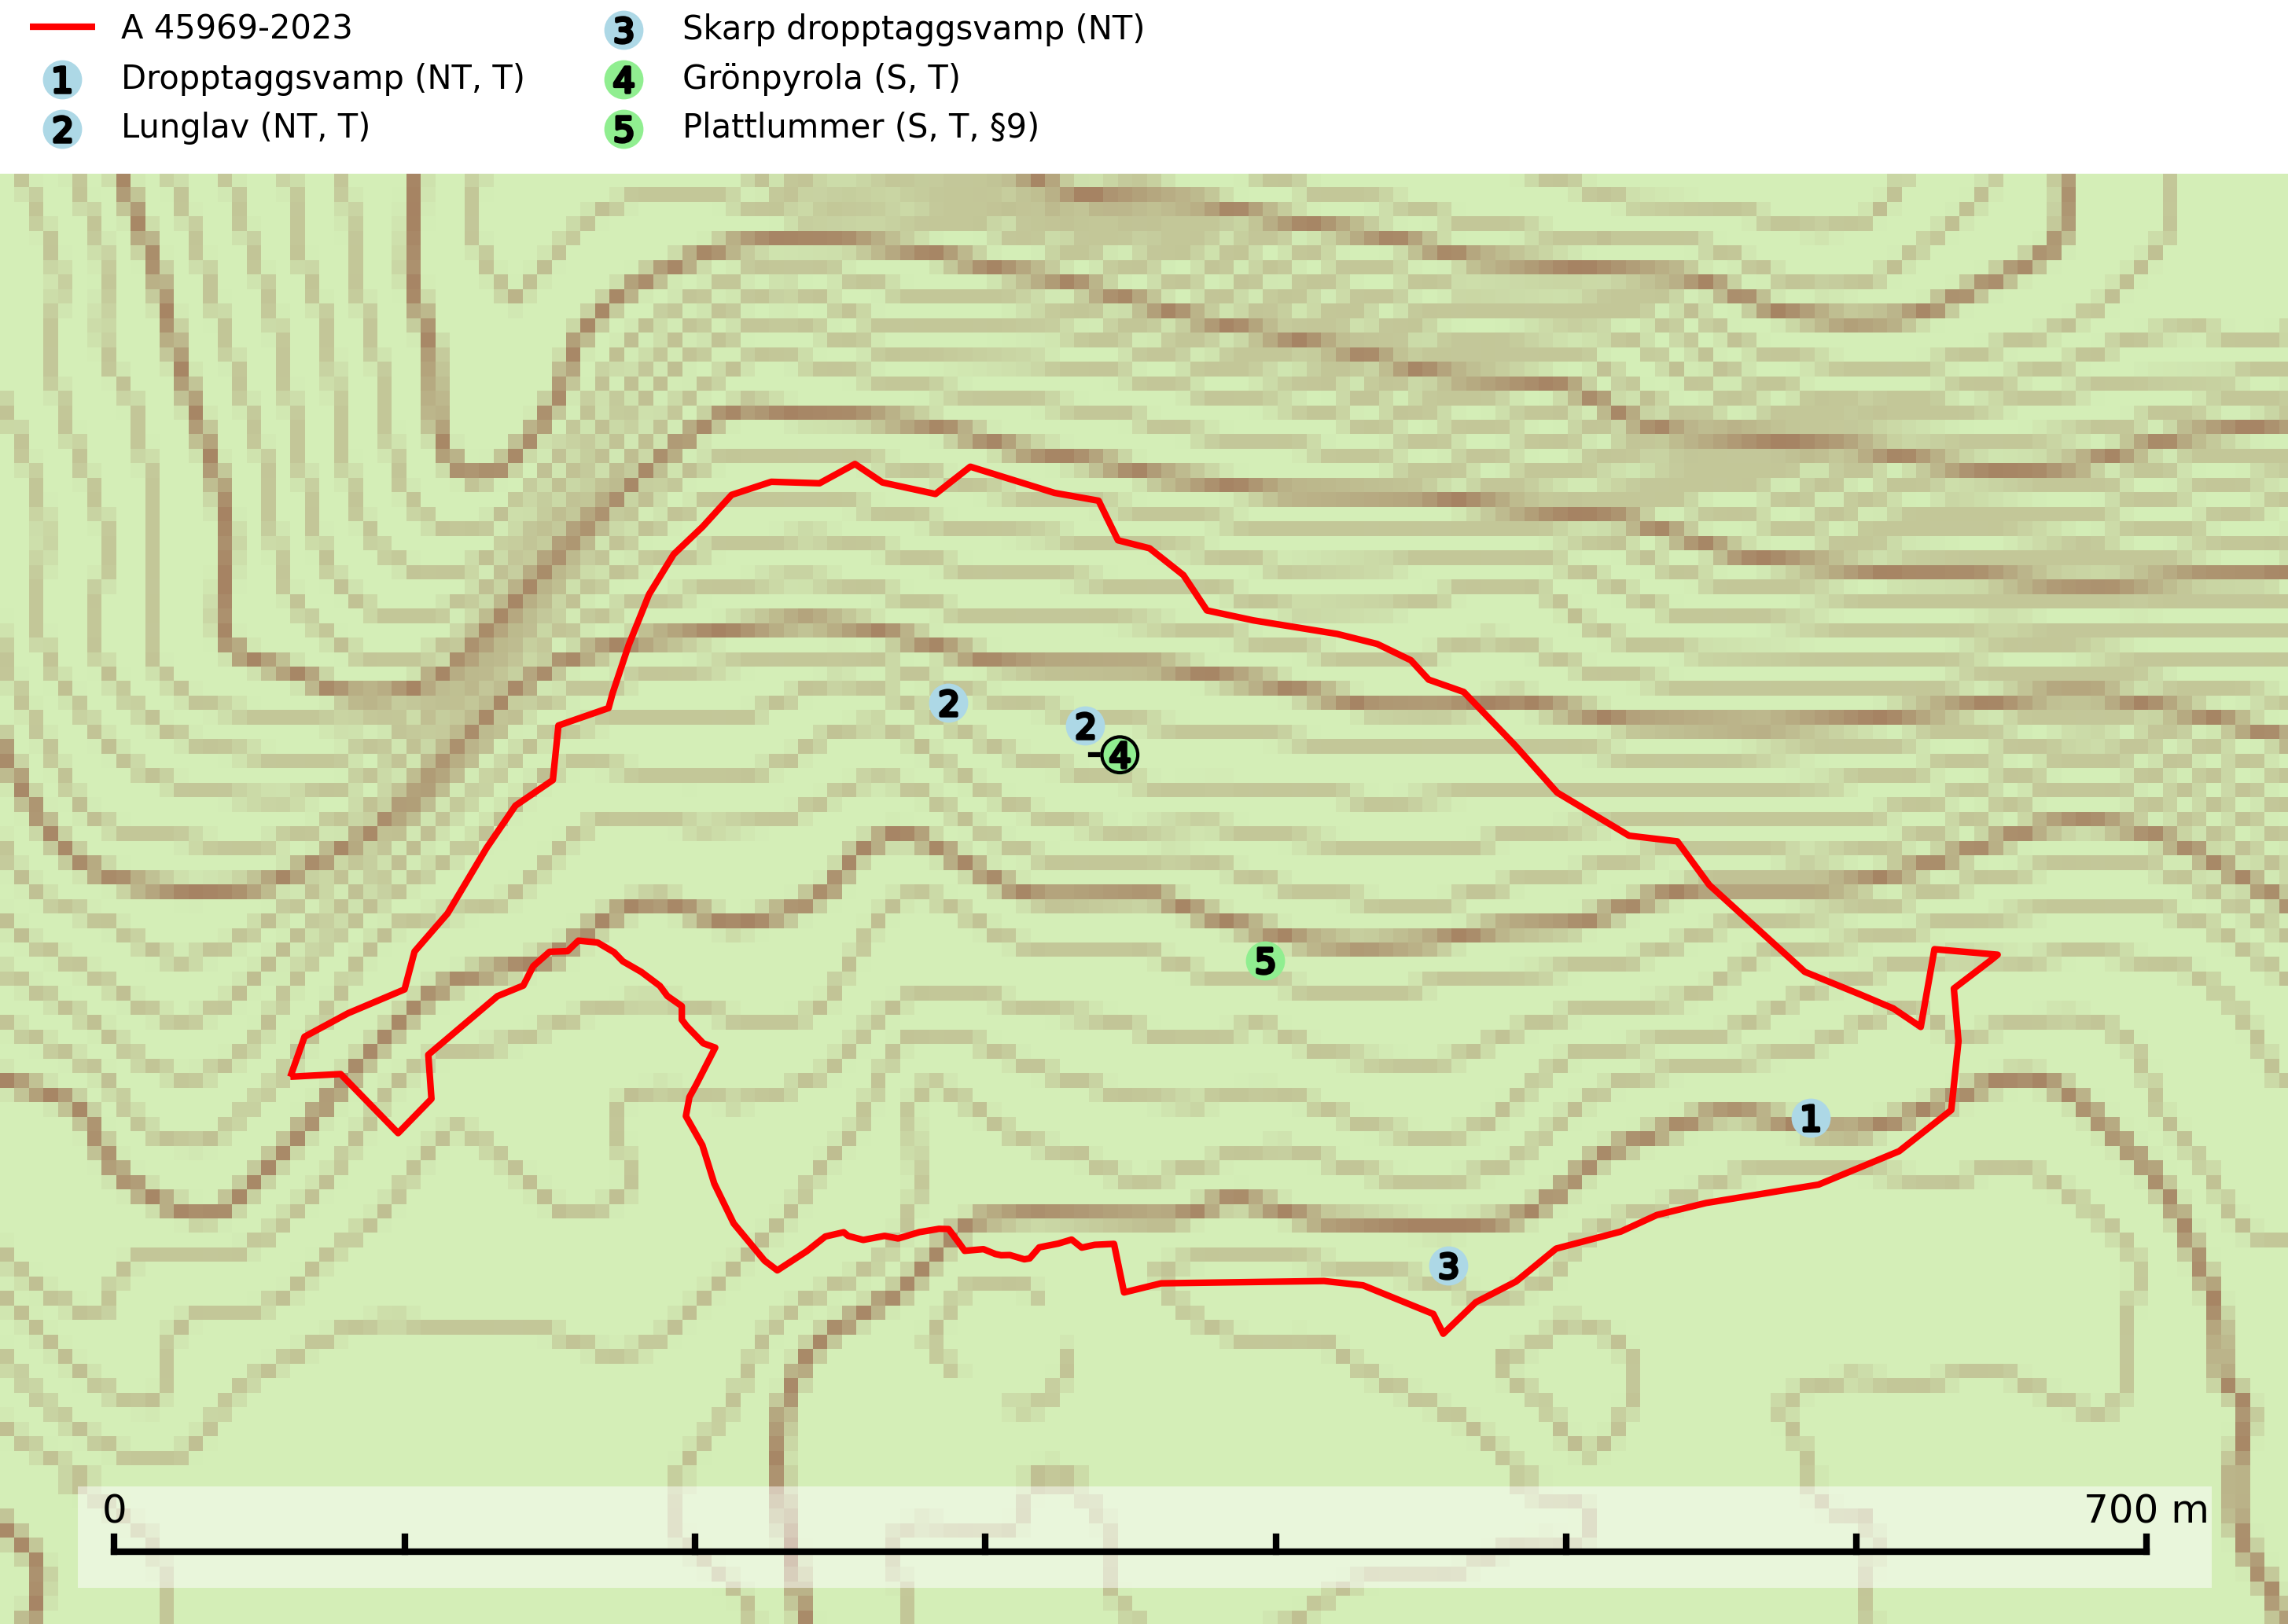 A 45969-2023
1 Dropptaggsvamp (NT, T)
2 Lunglav (NT, T)
3 Skarp dropptaggsvamp (NT)
4 Grönpyrola (S, T)
5 Plattlummer (S, T, §9)
2
2
4
5
1
3
0
700 m